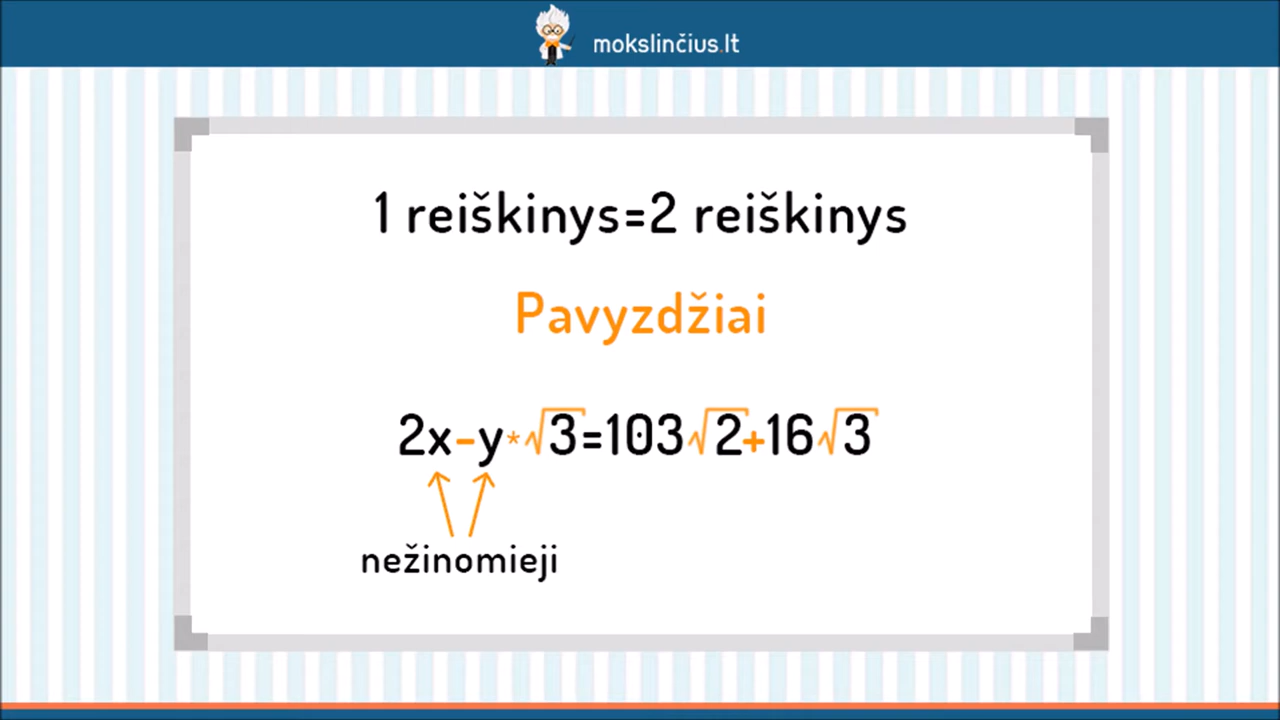 mokslinčius.lt
1 reiškinys=2 reiškinys
Pavyzdžiai
2x-y*√3=103√2+16√3
nežinomieji